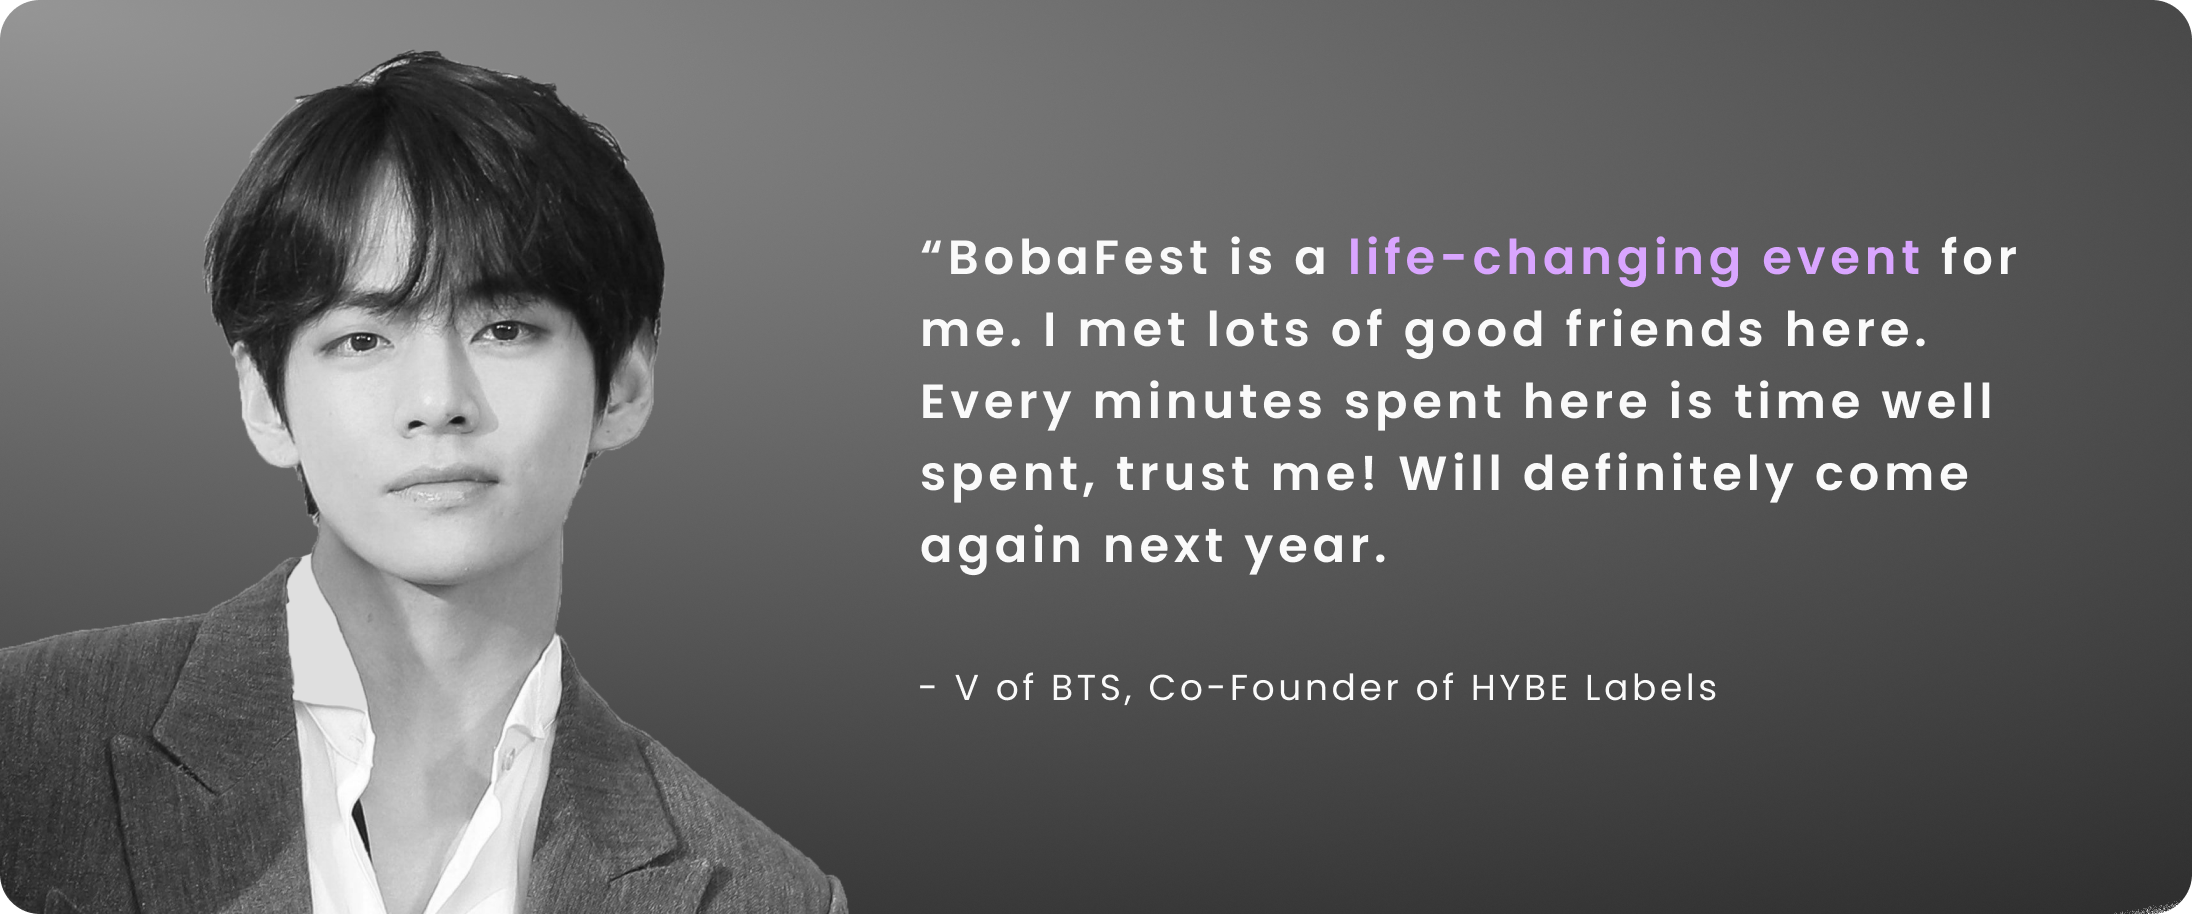 “BobaFest is a life-changing event for
me. I met lots of good friends here.
Every minutes spent here is time well
spent, trust me! Will definitely come
again next year.
- V of BTS, Co-Founder of HYBE Labels